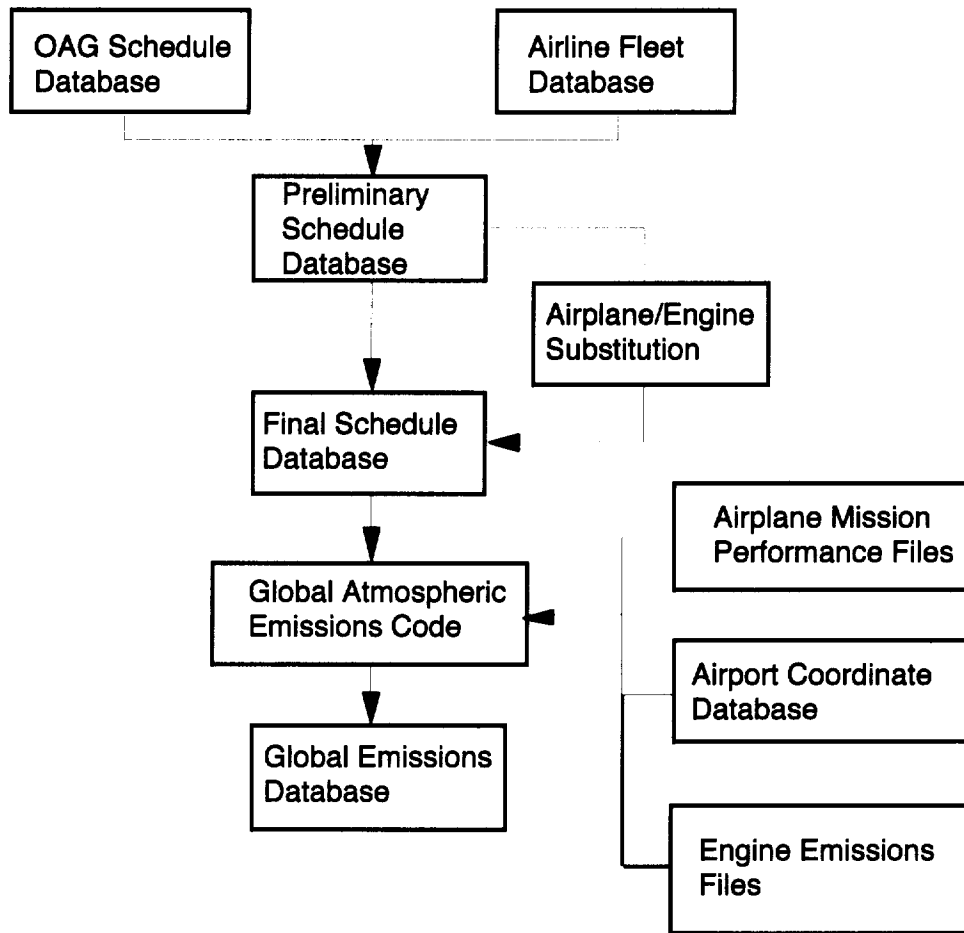 OAG Schedule
Database
Airline Fleet
Database
Preliminary
Schedule
Database
Airplane/Engine
Substitution
Final Schedule
Database
Airplane Mission
Performance Files
Global Atmospheric
Emissions Code
Airport Coordinate
Database
Global Emissions
Database
Engine Emissions
Files